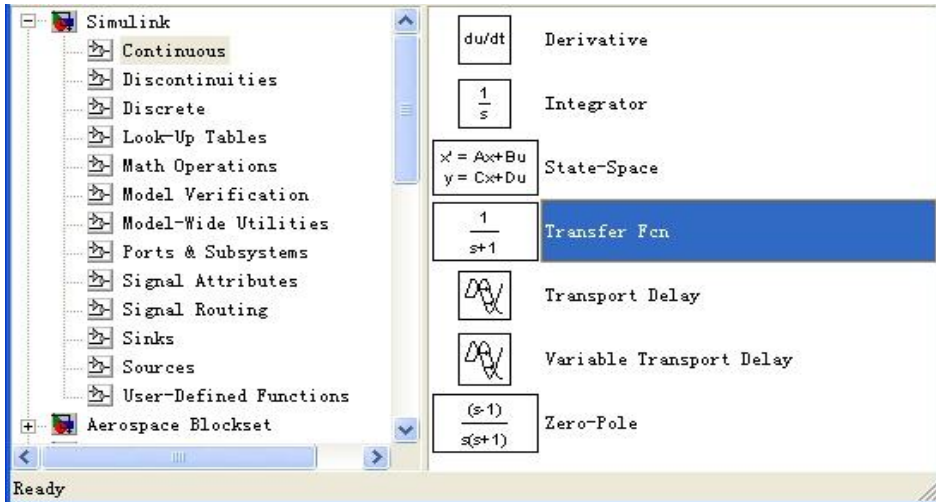 Simulink
Continuous
Discontinuities
Discrete
Look-Up Tables
Math Operations
Model Verification
Model-Wide Utilities
Ports & Subsystems
Signal Attributes
Signal Routing
Sinks
Sources
User-Defined Functions
Aerospace Blockset
du/dt Derivative
1
s
Integrator
x' = Ax+Bu
y = Cx+Du
State-Space
1
s+1
Transfer Fcn
Transport Delay
Variable Transport Delay
(s-1)
s(s+1)
Zero-Pole
Ready